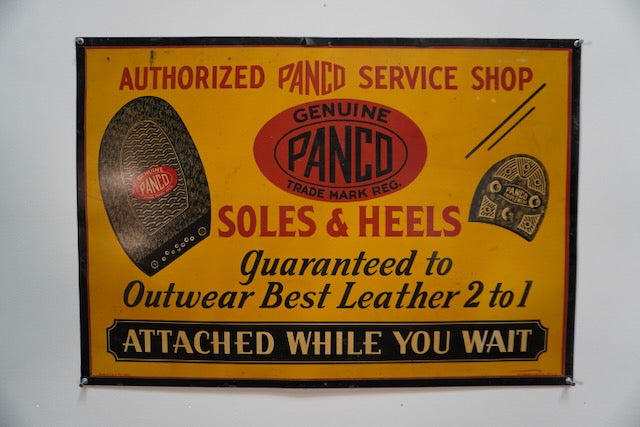 AUTHORIZED PANCO SERVICE SHOP
GENUINE
PANCO
TRADE MARK REG.
GENUINE
PANCO
PANCO
SOLES & HEELS
Guaranteed to
Outwear Best Leather 2 to 1
ATTACHED WHILE YOU WAIT